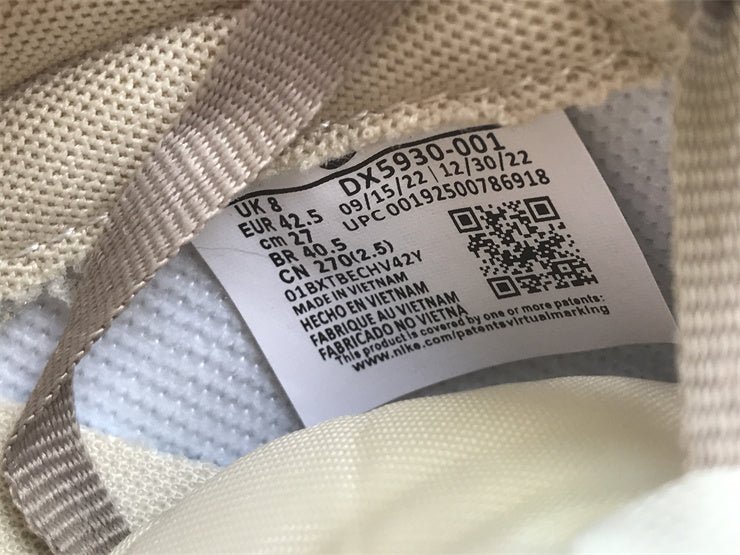 UK 8
EUR 42.5
cm 27
BR 40.5
CN 270(2.5)
DX5930-001
09/15/22 | 12/30/22
UPC 00192500786918
01BXTBECHV42Y
MADE IN VIETNAM
HECHO EN VIETNAM
FABRIQUE AU VIETNAM
FABRICADO NO VIETNA
This product is covered by one or more patents:
www.nike.com/patentsvirtualmarking